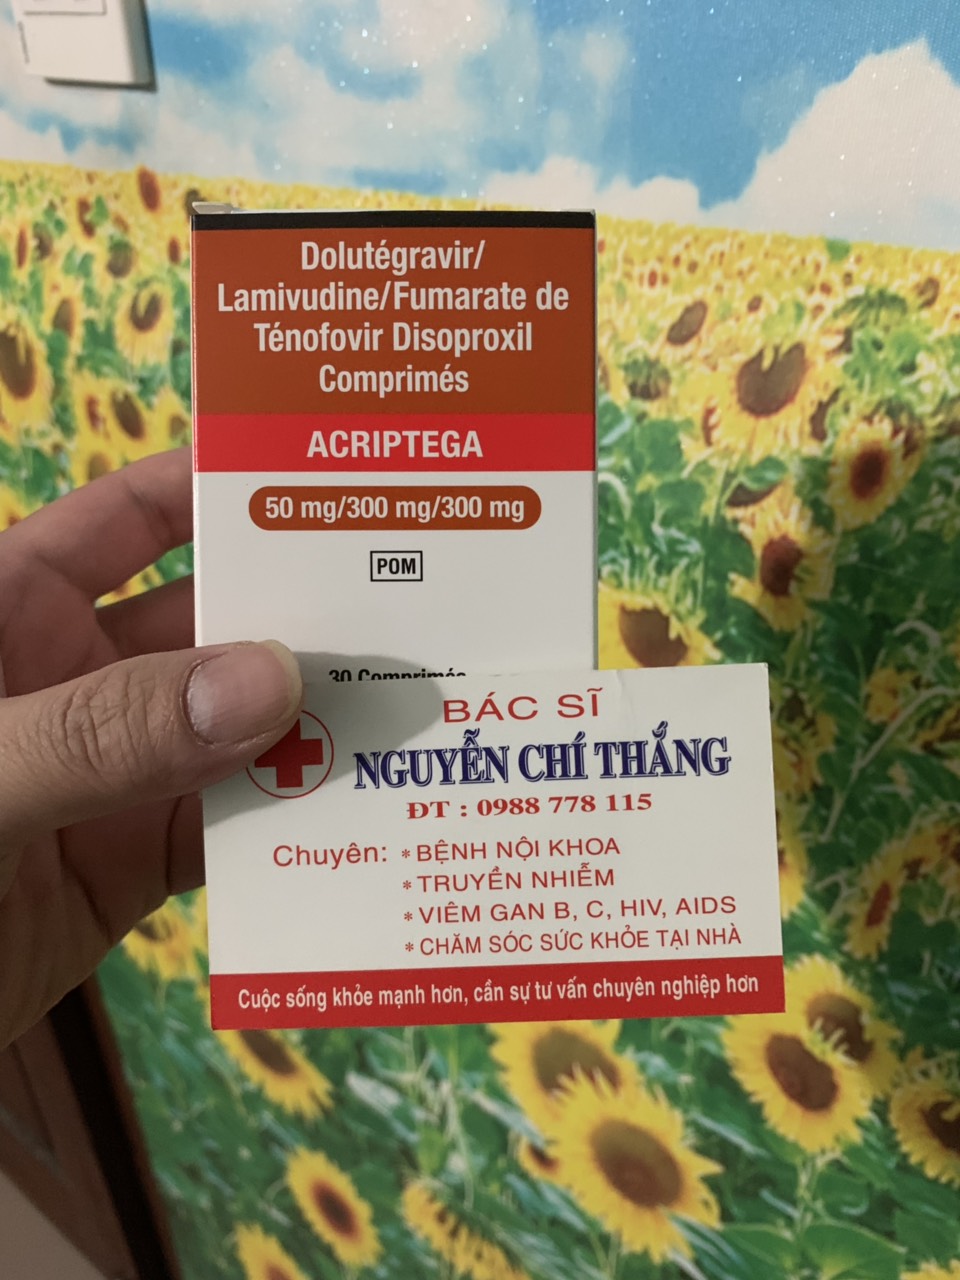 Dolutégravir/
Lamivudine/Fumarate de
Ténofovir Disoproxil
Comprimés
ACRIPTEGA
50 mg/300 mg/300 mg
POM
30 Comprimés
BÁC SĨ
NGUYỄN CHÍ THẮNG
ĐT : 0988 778 115
Chuyên: * BỆNH NỘI KHOA
* TRUYỀN NHIỄM
* VIÊM GAN B, C, HIV, AIDS
* CHĂM SÓC SỨC KHỎE TẠI NHÀ
Cuộc sống khỏe mạnh hơn, cần sự tư vấn chuyên nghiệp hơn